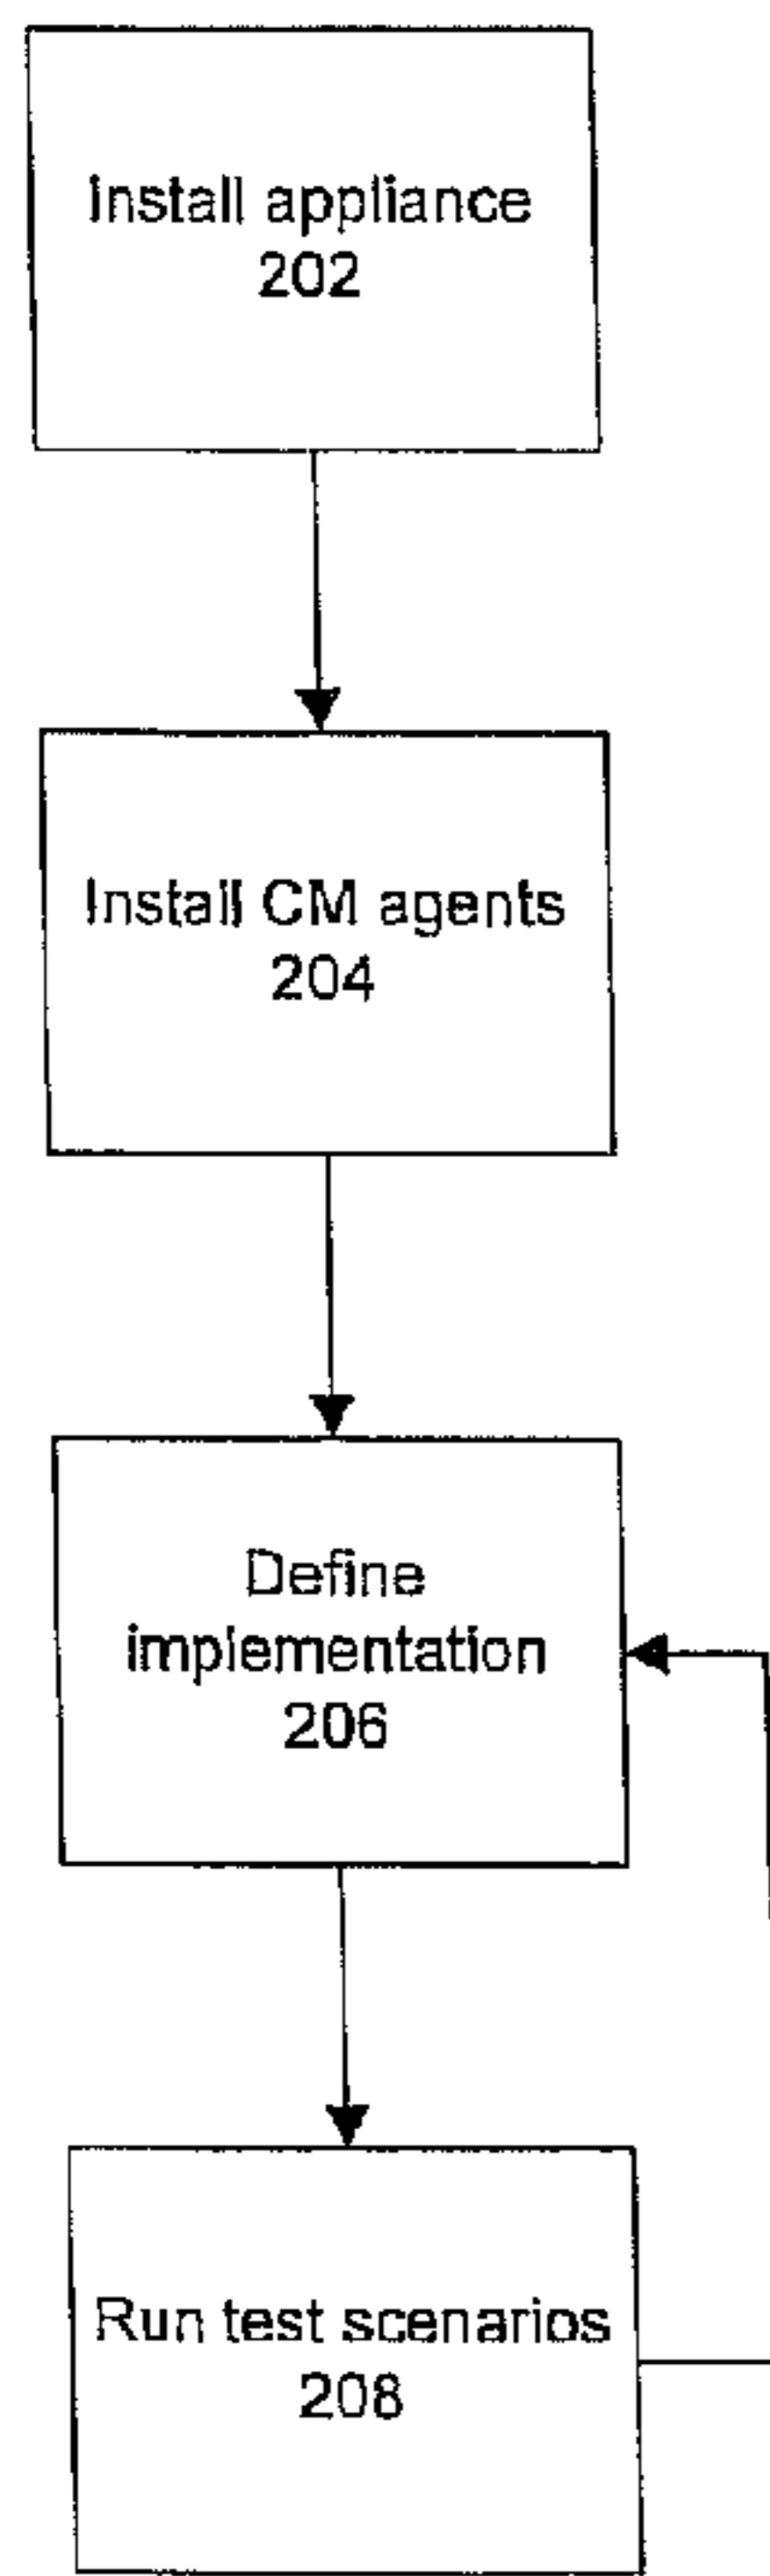 Install appliance
202
Install CM agents
204
Define
implementation
206
Run test scenarios
208